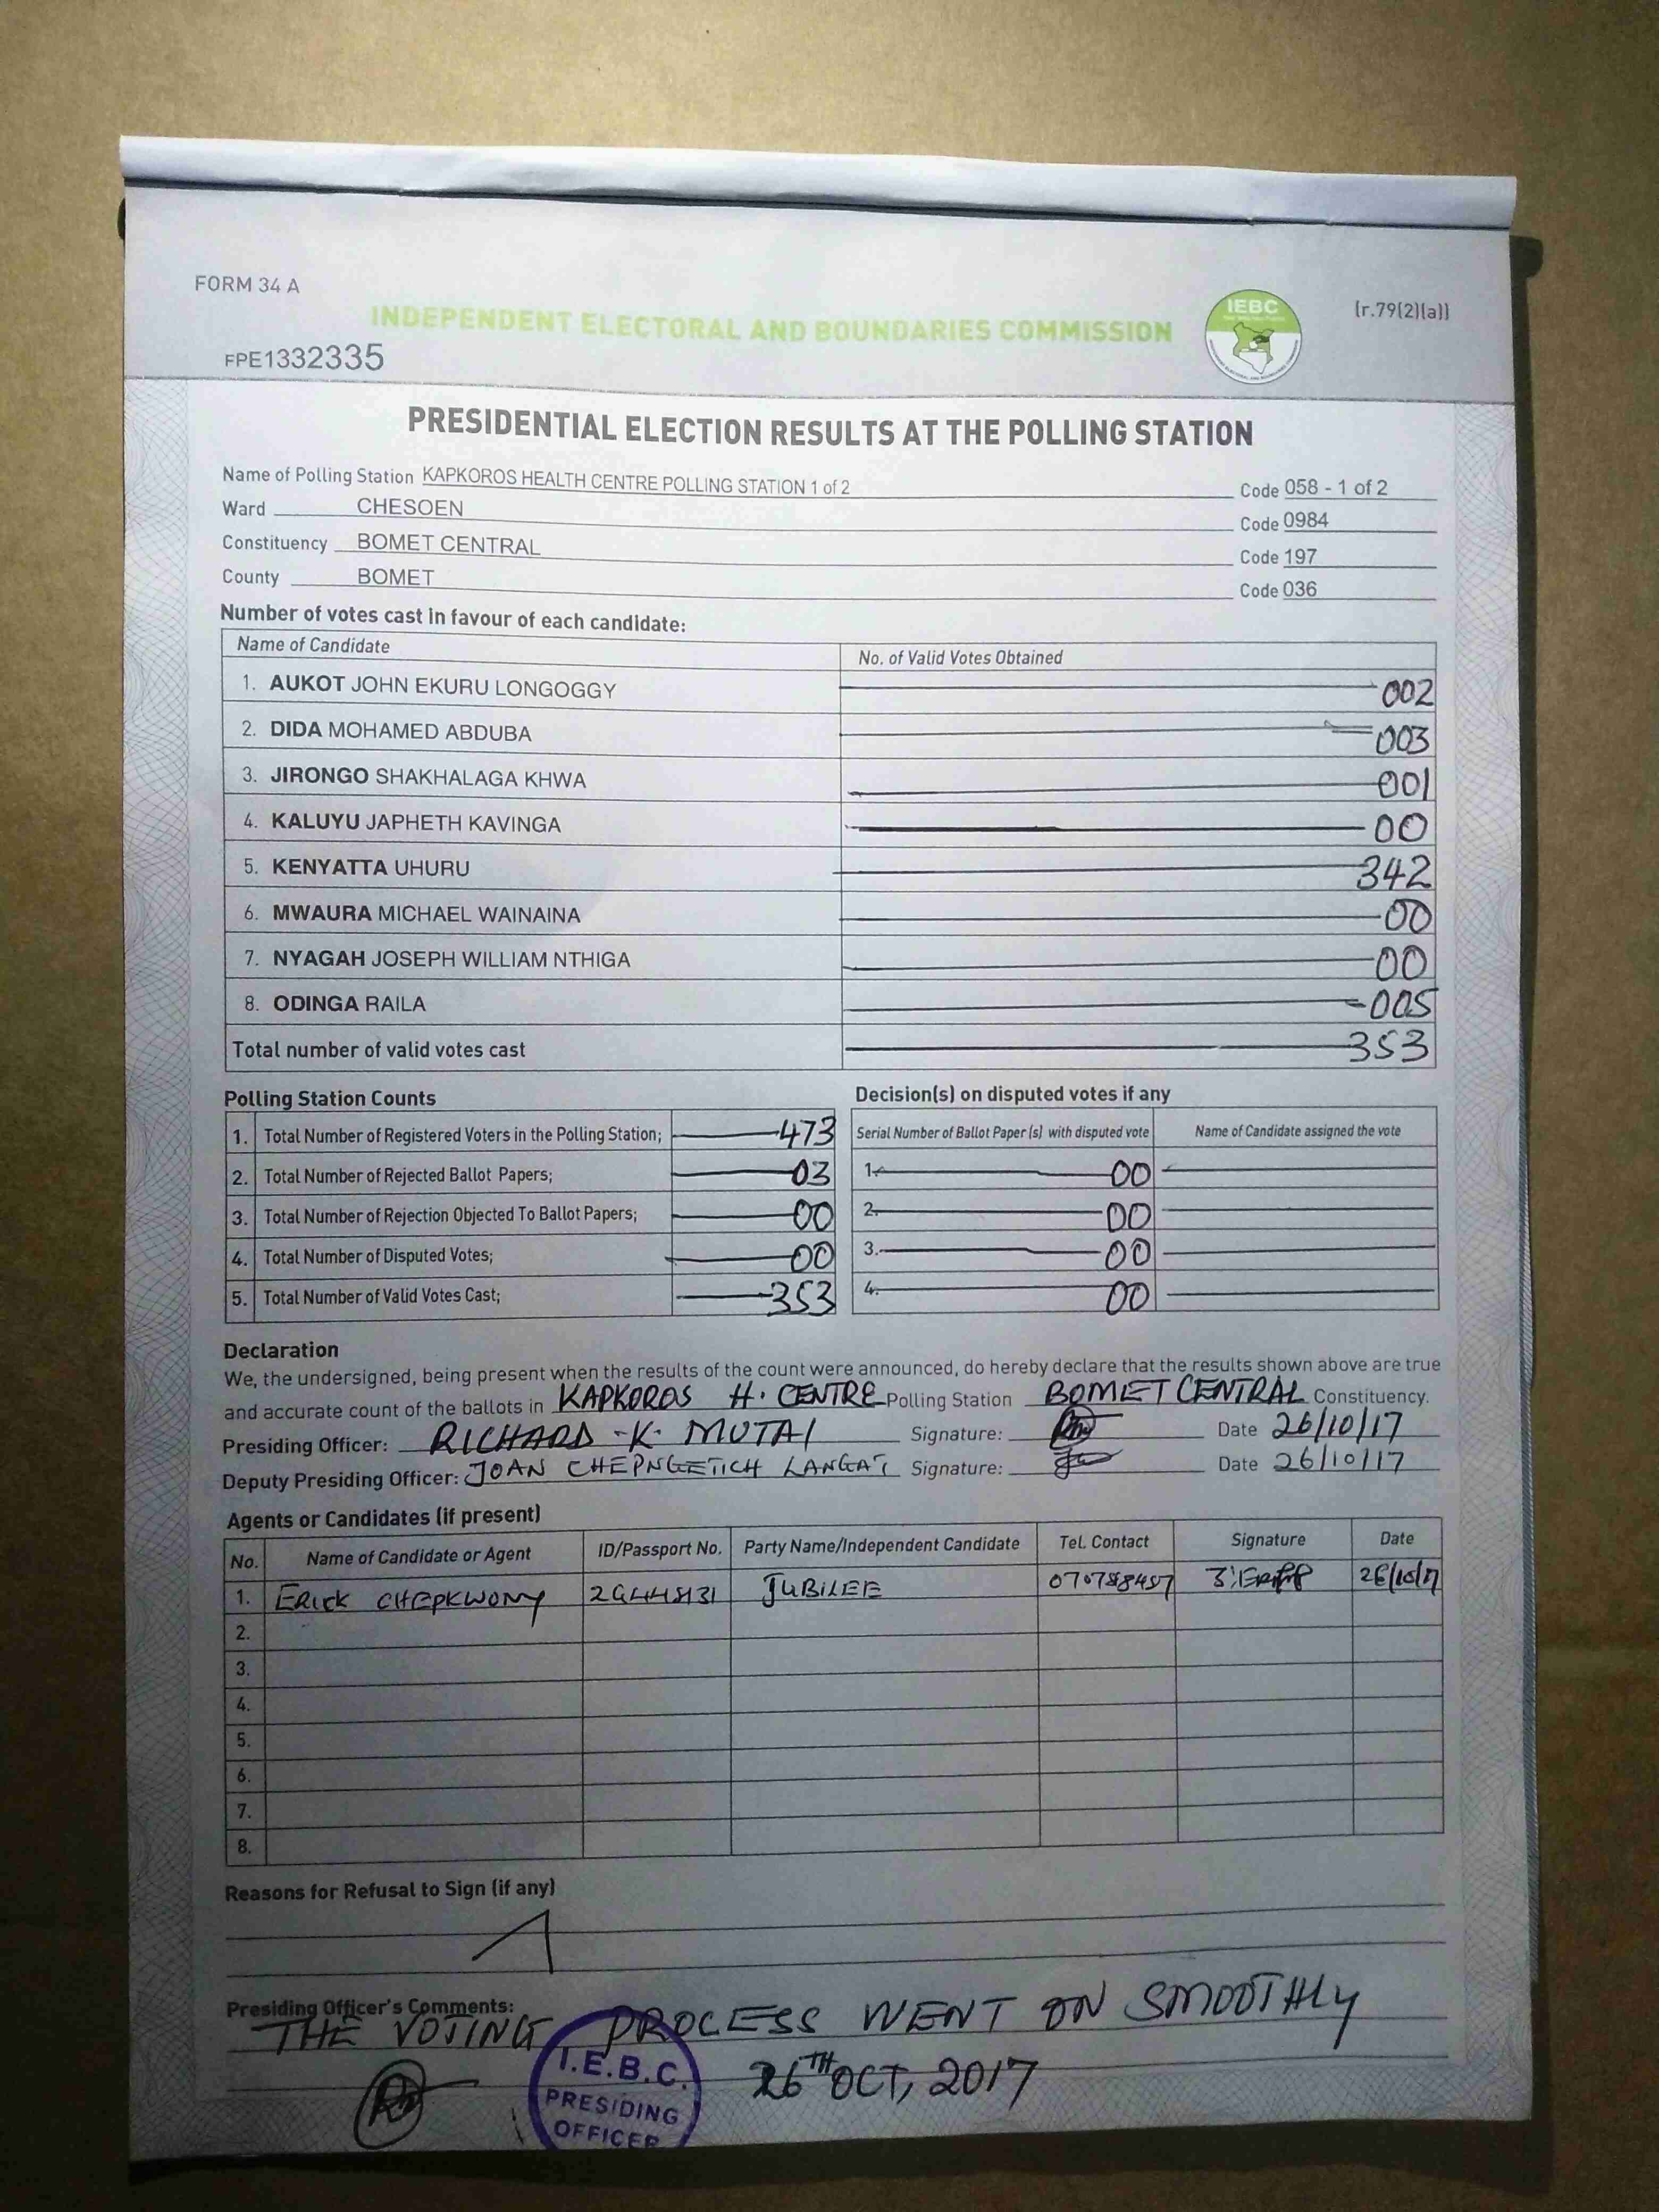 FORM 34 A
(r.79(2)(a))
INDEPENDENT ELECTORAL AND BOUNDARIES COMMISSION
IEBC
FPE1332335
PRESIDENTIAL ELECTION RESULTS AT THE POLLING STATION
Name of Polling Station KAPKOROS HEALTH CENTRE POLLING STATION 1 of 2 Code 058 - 1 of 2
Ward CHESOEN Code 0984
Constituency BOMET CENTRAL Code 197
County BOMET Code 036
Number of votes cast in favour of each candidate:
Name of Candidate No. of Valid Votes Obtained
1. AUKOT JOHN EKURU LONGOGGY 002
2. DIDA MOHAMED ABDUBA 003
3. JIRONGO SHAKHALAGA KHWA 001
4. KALUYU JAPHETH KAVINGA 00
5. KENYATTA UHURU 342
6. MWAURA MICHAEL WAINAINA 00
7. NYAGAH JOSEPH WILLIAM NTHIGA 00
8. ODINGA RAILA 005
Total number of valid votes cast 353
Polling Station Counts
1. Total Number of Registered Voters in the Polling Station; 473
2. Total Number of Rejected Ballot Papers; 03
3. Total Number of Rejection Objected To Ballot Papers; 00
4. Total Number of Disputed Votes; 00
5. Total Number of Valid Votes Cast; 353
Decision(s) on disputed votes if any
Serial Number of Ballot Paper (s) with disputed vote Name of Candidate assigned the vote
1. 00
2. 00
3. 00
4. 00
Declaration
We, the undersigned, being present when the results of the count were announced, do hereby declare that the results shown above are true
and accurate count of the ballots in KAPKOROS H. CENTRE Polling Station BOMET CENTRAL Constituency.
Presiding Officer: RICHARD -K- MUTAI Signature: Date 26/10/17
Deputy Presiding Officer: JOAN CHEPNGETICH LANGAT Signature: Date 26/10/17
Agents or Candidates (if present)
No. Name of Candidate or Agent ID/Passport No. Party Name/Independent Candidate Tel. Contact Signature Date
1. ERICK CHEPKWONY JUBILEE 26/10/17
2.
3.
4.
5.
6.
7.
8.
Reasons for Refusal to Sign (if any)
Presiding Officer's Comments:
THE VOTING PROCESS WENT ON SMOOTHLY
26TH OCT, 2017
I.E.B.C.
PRESIDING
OFFICER